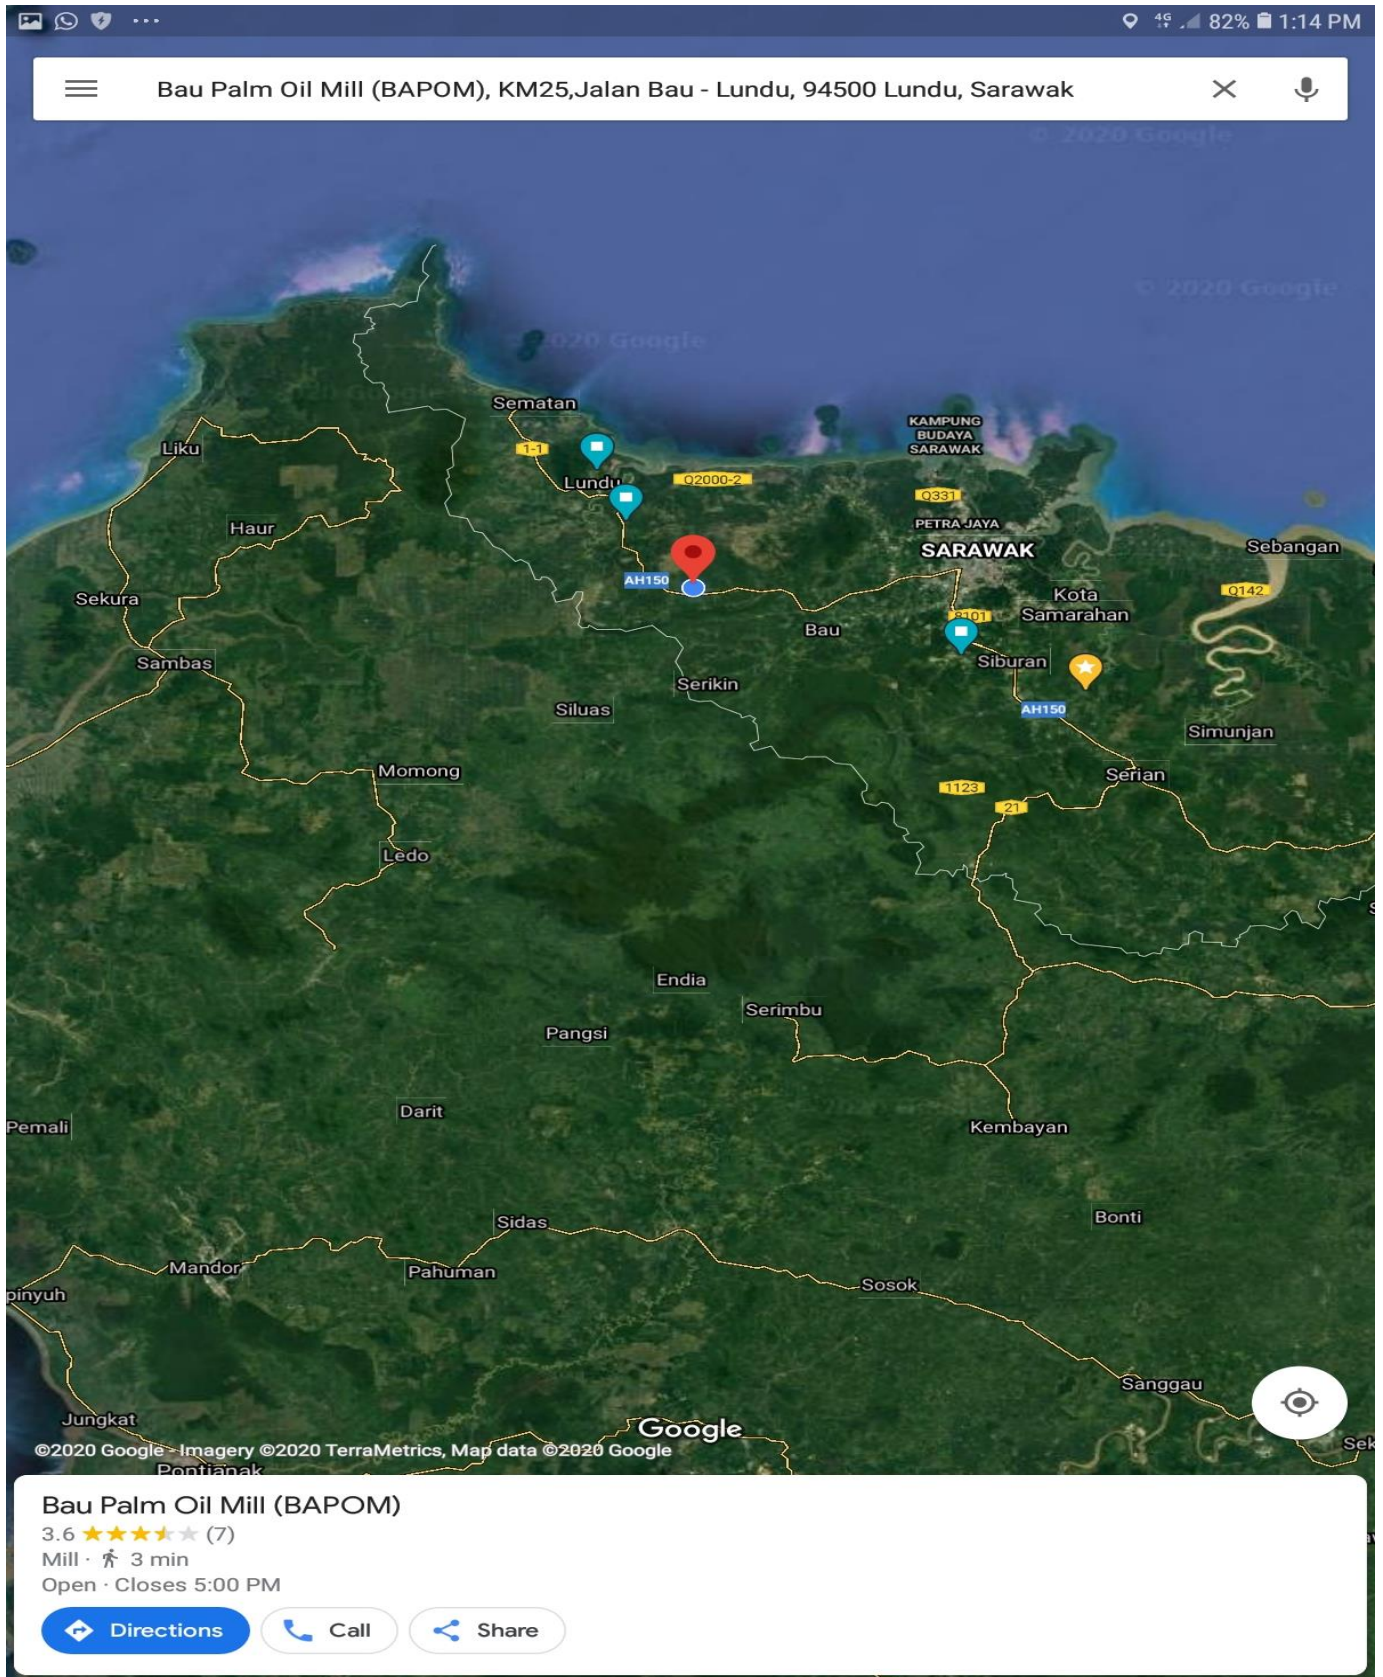 82% 1:14 PM
4G
Bau Palm Oil Mill (BAPOM), KM25,Jalan Bau - Lundu, 94500 Lundu, Sarawak
© 2020 Google
© 2020 Google
2020 Google
Sematan
KAMPUNG
BUDAYA
SARAWAK
Liku
1-1
Lundu
Q2000-2
Q331
Haur
PETRA JAYA
SARAWAK
Sebangan
AH150
Sekura
Q142
Kota
Samarahan
Bau
Sambas
Siburan
Serikin
Siluas
AH150
Simunjan
Momong
Serian
1123
21
Ledo
Endia
Serimbu
Pangsi
Darit
Pemali
Kembayan
Bonti
Sidas
Mandor
Pahuman
Sosok
pinyuh
Sanggau
Jungkat
Google
Sek
©2020 Google - Imagery ©2020 TerraMetrics, Map data ©2020 Google
Pontianak
Bau Palm Oil Mill (BAPOM)
3.6 (7)
Mill · 3 min
Open · Closes 5:00 PM
Directions Call Share